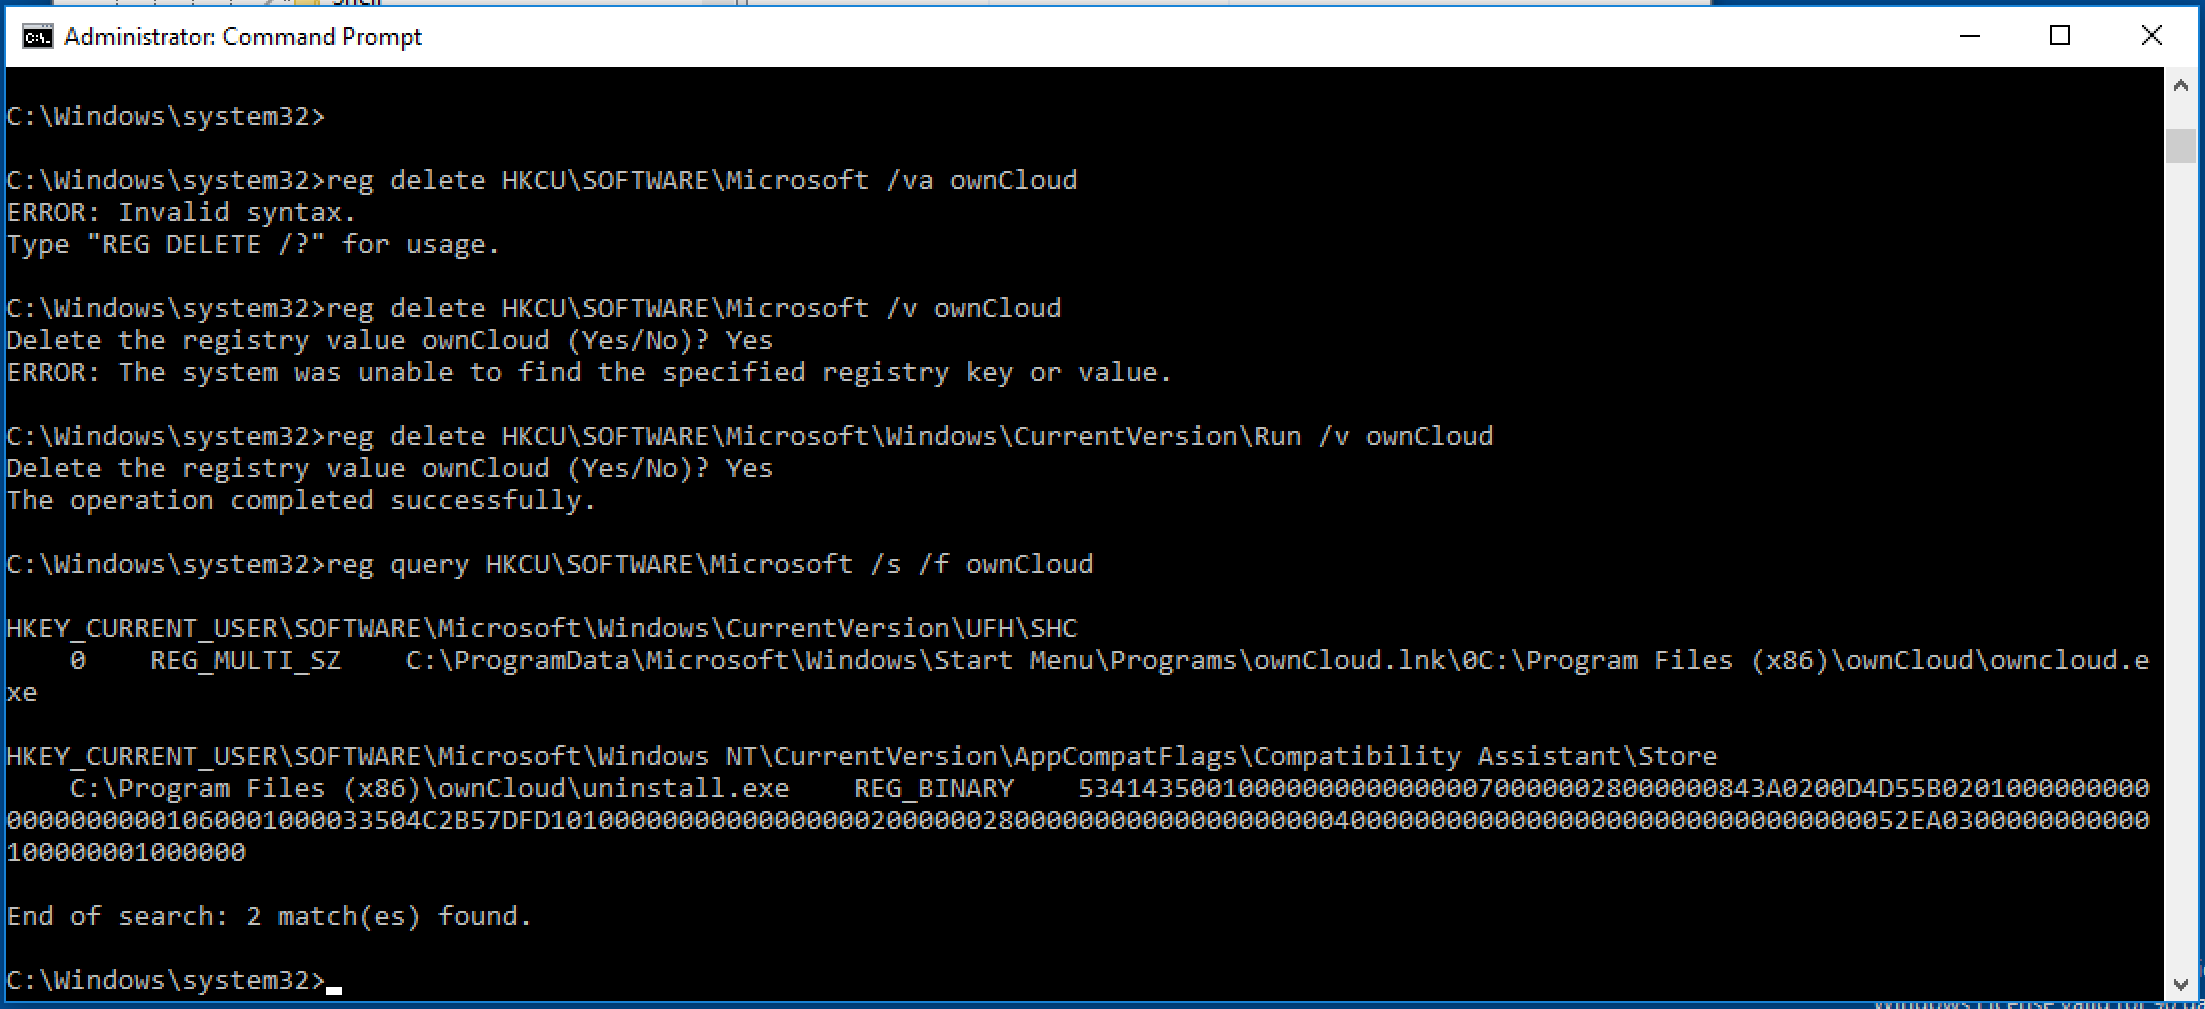 Shell
Administrator: Command Prompt
C:\Windows\system32>
C:\Windows\system32>reg delete HKCU\SOFTWARE\Microsoft /va ownCloud
ERROR: Invalid syntax.
Type "REG DELETE /?" for usage.
C:\Windows\system32>reg delete HKCU\SOFTWARE\Microsoft /v ownCloud
Delete the registry value ownCloud (Yes/No)? Yes
ERROR: The system was unable to find the specified registry key or value.
C:\Windows\system32>reg delete HKCU\SOFTWARE\Microsoft\Windows\CurrentVersion\Run /v ownCloud
Delete the registry value ownCloud (Yes/No)? Yes
The operation completed successfully.
C:\Windows\system32>reg query HKCU\SOFTWARE\Microsoft /s /f ownCloud
HKEY_CURRENT_USER\SOFTWARE\Microsoft\Windows\CurrentVersion\UFH\SHC
    0    REG_MULTI_SZ    C:\ProgramData\Microsoft\Windows\Start Menu\Programs\ownCloud.lnk\0C:\Program Files (x86)\ownCloud\owncloud.e
xe
HKEY_CURRENT_USER\SOFTWARE\Microsoft\Windows NT\CurrentVersion\AppCompatFlags\Compatibility Assistant\Store
    C:\Program Files (x86)\ownCloud\uninstall.exe    REG_BINARY    5341435001000000000000000700000028000000843A0200D4D55B0201000000000
00000000001060001000033504C2B57DFD10100000000000000000200000028000000000000000000004000000000000000000000000000000000052EA0300000000000
100000001000000
End of search: 2 match(es) found.
C:\Windows\system32>